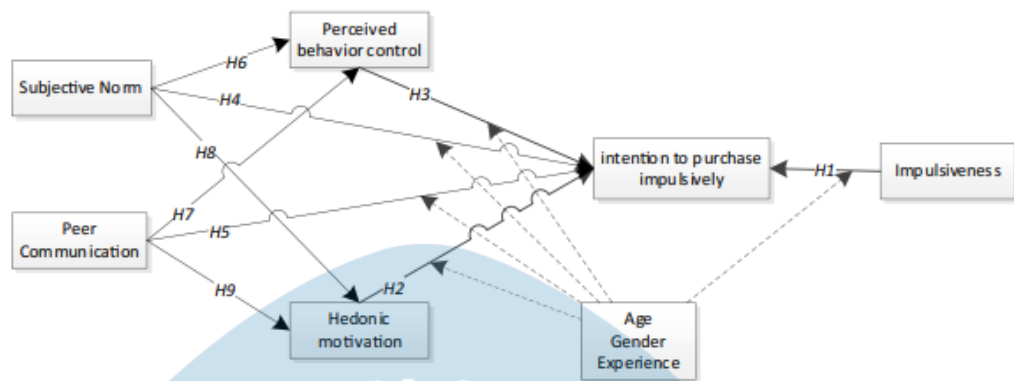 Perceived
behavior control
H6
Subjective Norm
H4
H3
H8
intention to purchase
impulsively
H1
Impulsiveness
H7
Peer
Communication
H5
H9
H2
Hedonic
motivation
Age
Gender
Experience